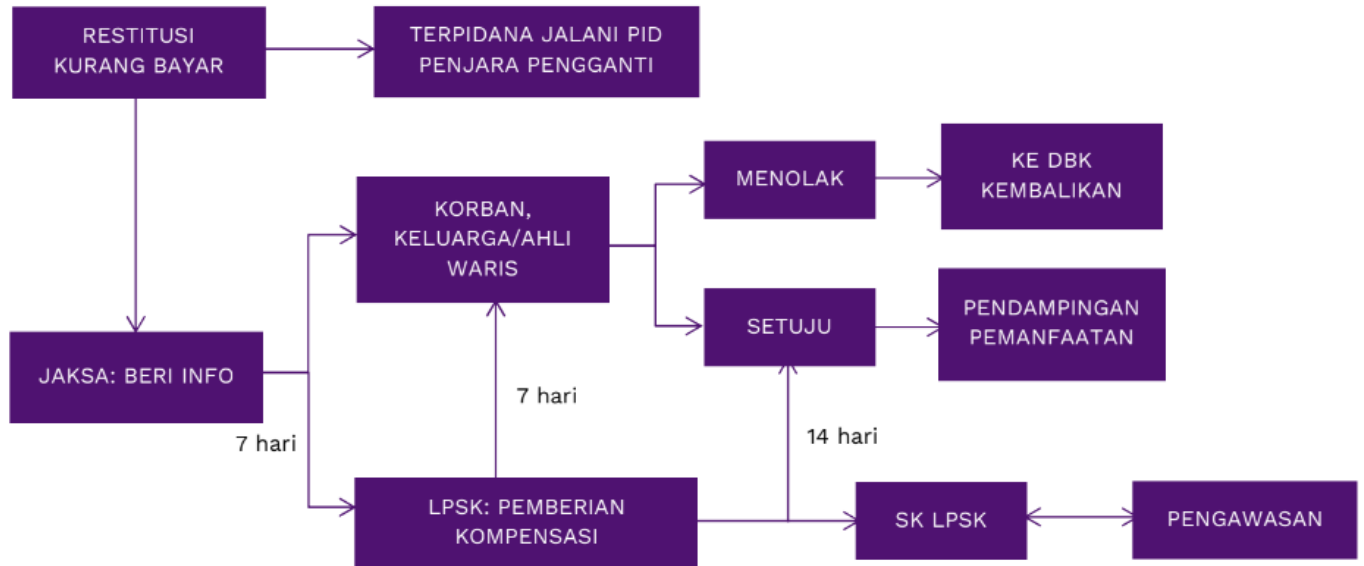 RESTITUSI
KURANG BAYAR
TERPIDANA JALANI PID
PENJARA PENGGANTI
KORBAN,
KELUARGA/AHLI
WARIS
MENOLAK
KE DBK
KEMBALIKAN
SETUJU
PENDAMPINGAN
PEMANFAATAN
JAKSA: BERI INFO
7 hari
7 hari
14 hari
LPSK: PEMBERIAN
KOMPENSASI
SK LPSK
PENGAWASAN